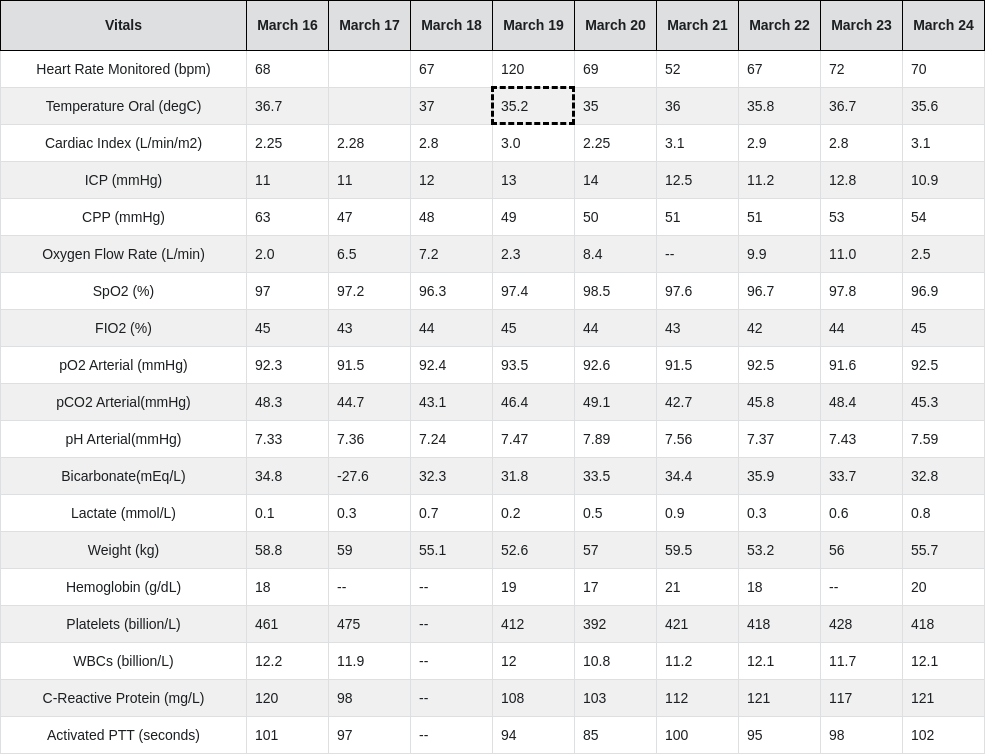 Vitals March 16 March 17 March 18 March 19 March 20 March 21 March 22 March 23 March 24
Heart Rate Monitored (bpm) 68 67 120 69 52 67 72 70
Temperature Oral (degC) 36.7 37 35.2 35 36 35.8 36.7 35.6
Cardiac Index (L/min/m2) 2.25 2.28 2.8 3.0 2.25 3.1 2.9 2.8 3.1
ICP (mmHg) 11 11 12 13 14 12.5 11.2 12.8 10.9
CPP (mmHg) 63 47 48 49 50 51 51 53 54
Oxygen Flow Rate (L/min) 2.0 6.5 7.2 2.3 8.4 -- 9.9 11.0 2.5
SpO2 (%) 97 97.2 96.3 97.4 98.5 97.6 96.7 97.8 96.9
FIO2 (%) 45 43 44 45 44 43 42 44 45
pO2 Arterial (mmHg) 92.3 91.5 92.4 93.5 92.6 91.5 92.5 91.6 92.5
pCO2 Arterial(mmHg) 48.3 44.7 43.1 46.4 49.1 42.7 45.8 48.4 45.3
pH Arterial(mmHg) 7.33 7.36 7.24 7.47 7.89 7.56 7.37 7.43 7.59
Bicarbonate(mEq/L) 34.8 -27.6 32.3 31.8 33.5 34.4 35.9 33.7 32.8
Lactate (mmol/L) 0.1 0.3 0.7 0.2 0.5 0.9 0.3 0.6 0.8
Weight (kg) 58.8 59 55.1 52.6 57 59.5 53.2 56 55.7
Hemoglobin (g/dL) 18 -- -- 19 17 21 18 -- 20
Platelets (billion/L) 461 475 -- 412 392 421 418 428 418
WBCs (billion/L) 12.2 11.9 -- 12 10.8 11.2 12.1 11.7 12.1
C-Reactive Protein (mg/L) 120 98 -- 108 103 112 121 117 121
Activated PTT (seconds) 101 97 -- 94 85 100 95 98 102